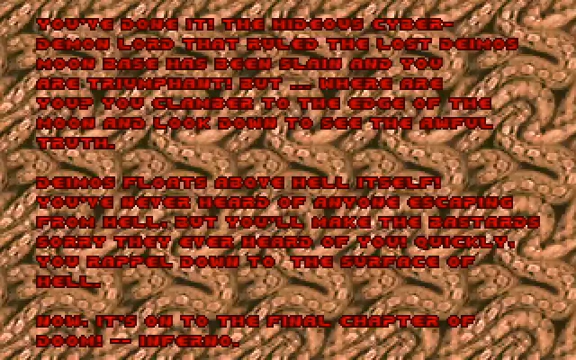 YOU'VE DONE IT! THE HIDEOUS CYBER-
DEMON LORD THAT RULED THE LOST DEIMOS
MOON BASE HAS BEEN SLAIN AND YOU
ARE TRIUMPHANT! BUT ... WHERE ARE
YOU? YOU CLAMBER TO THE EDGE OF THE
MOON AND LOOK DOWN TO SEE THE AWFUL
TRUTH.

DEIMOS FLOATS ABOVE HELL ITSELF!
YOU'VE NEVER HEARD OF ANYONE ESCAPING
FROM HELL, BUT YOU'LL MAKE THE BASTARDS
SORRY THEY EVER HEARD OF YOU! QUICKLY,
YOU RAPPEL DOWN TO  THE SURFACE OF
HELL.

NOW, IT'S ON TO THE FINAL CHAPTER OF
DOOM! -- INFERNO.